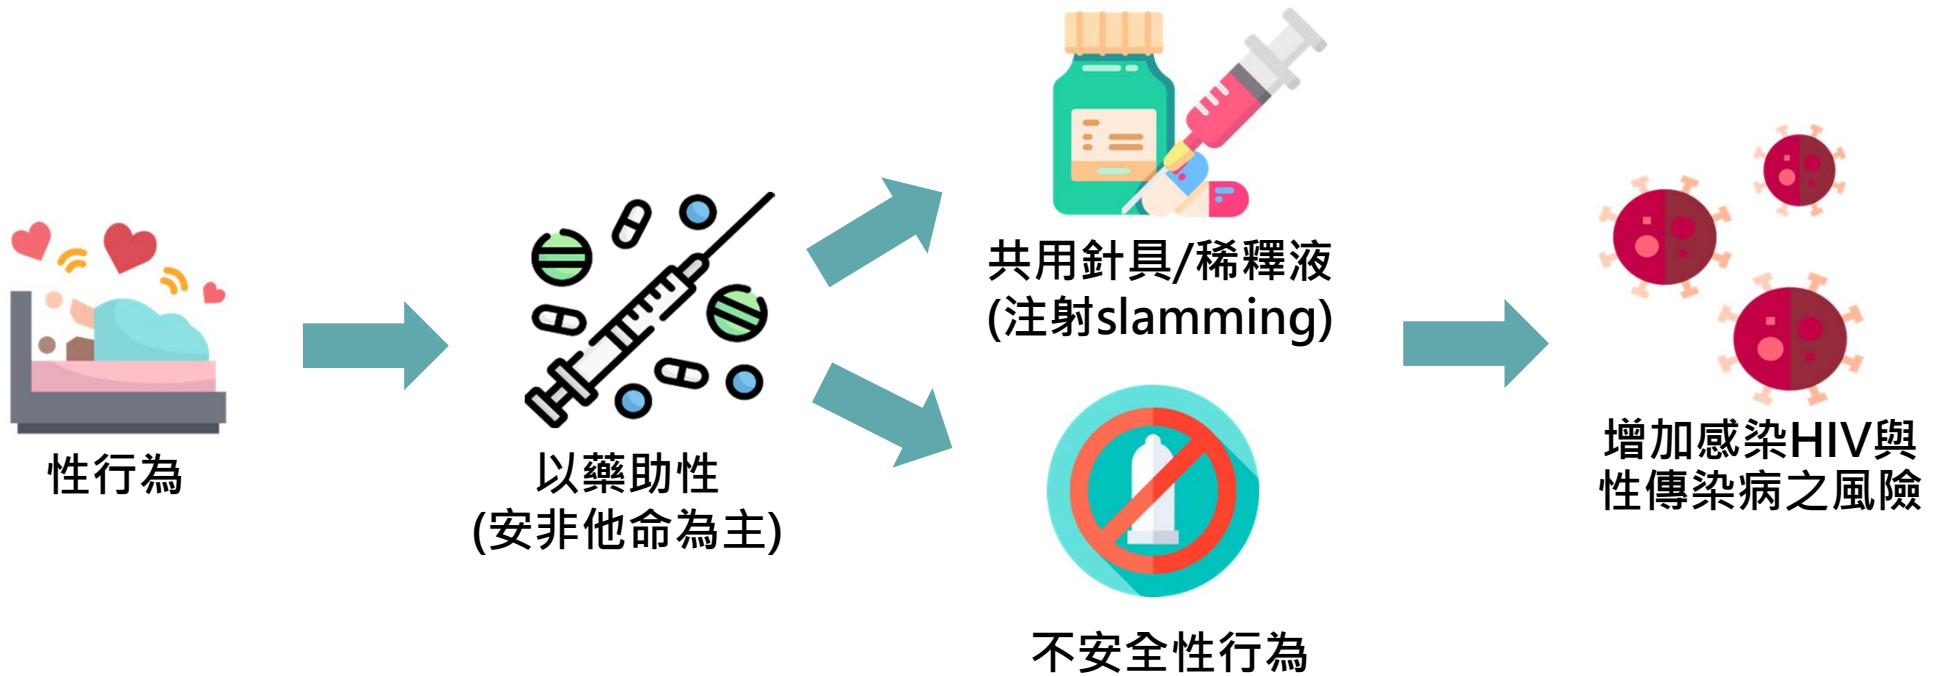 性行為
以藥助性
(安非他命為主)
共用針具/稀釋液
(注射slamming)
不安全性行為
增加感染HIV與
性傳染病之風險